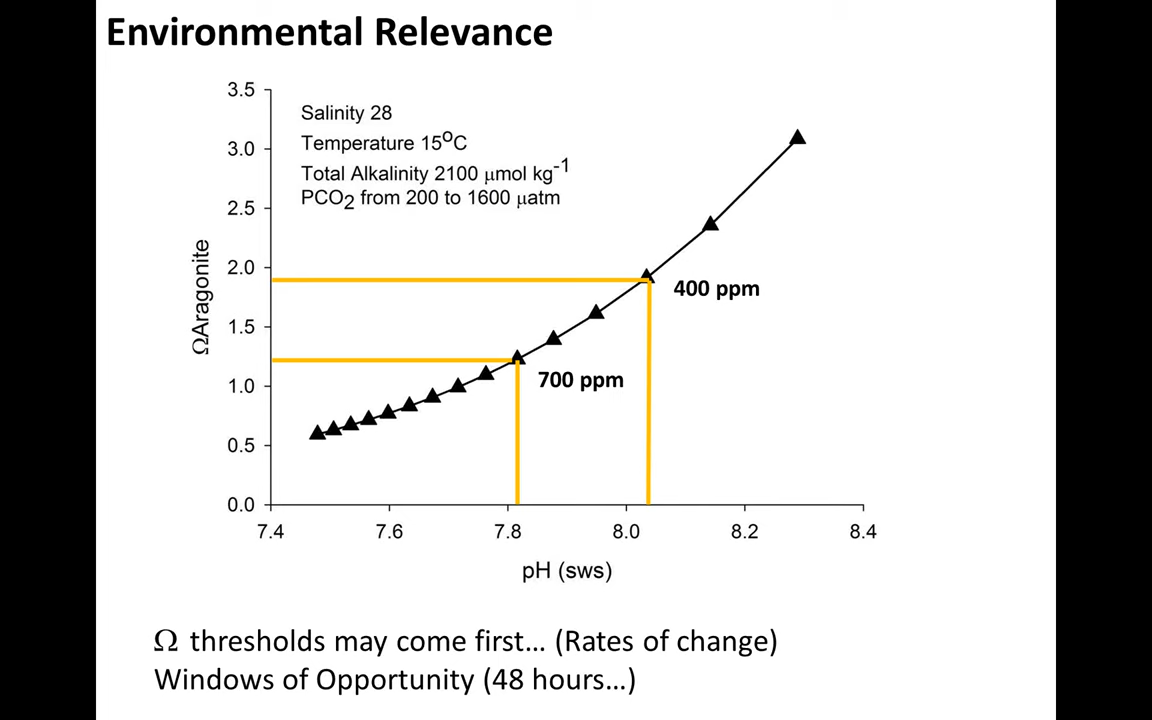 Environmental Relevance
3.5
3.0
2.5
2.0
1.5
1.0
0.5
0.0
ΩAragonite
Salinity 28
Temperature 15ºC
Total Alkalinity 2100 μmol kg-1
PCO2 from 200 to 1600 μatm
400 ppm
700 ppm
7.4 7.6 7.8 8.0 8.2 8.4
pH (sws)
Ω thresholds may come first… (Rates of change)
Windows of Opportunity (48 hours…)